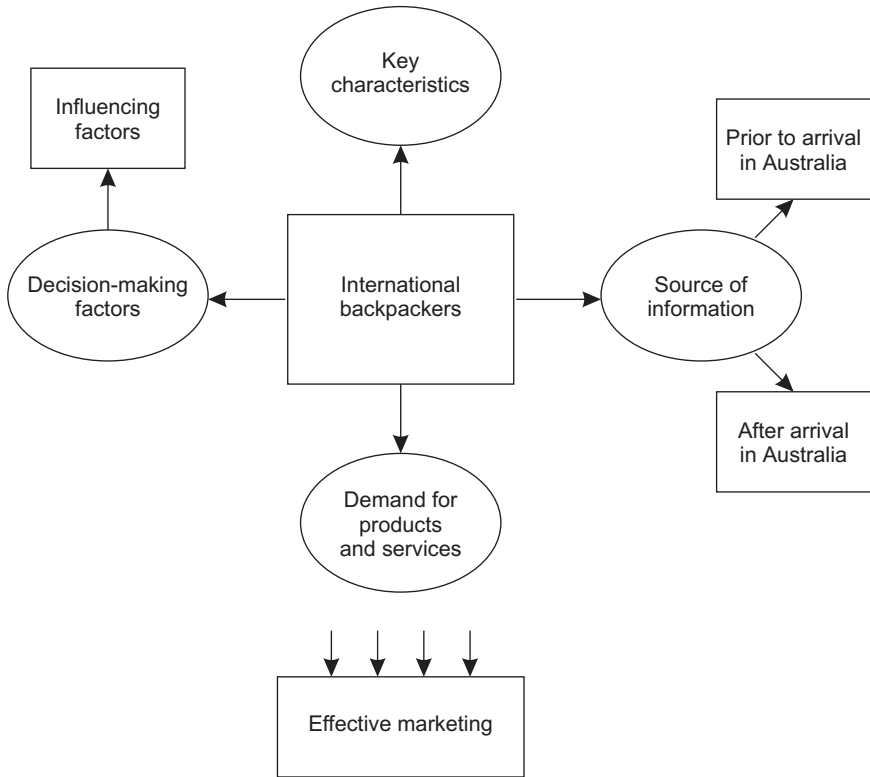 Key
characteristics
Influencing
factors
Prior to arrival
in Australia
Decision-making
factors
International
backpackers
Source of
information
After arrival
in Australia
Demand for
products
and services
Effective marketing